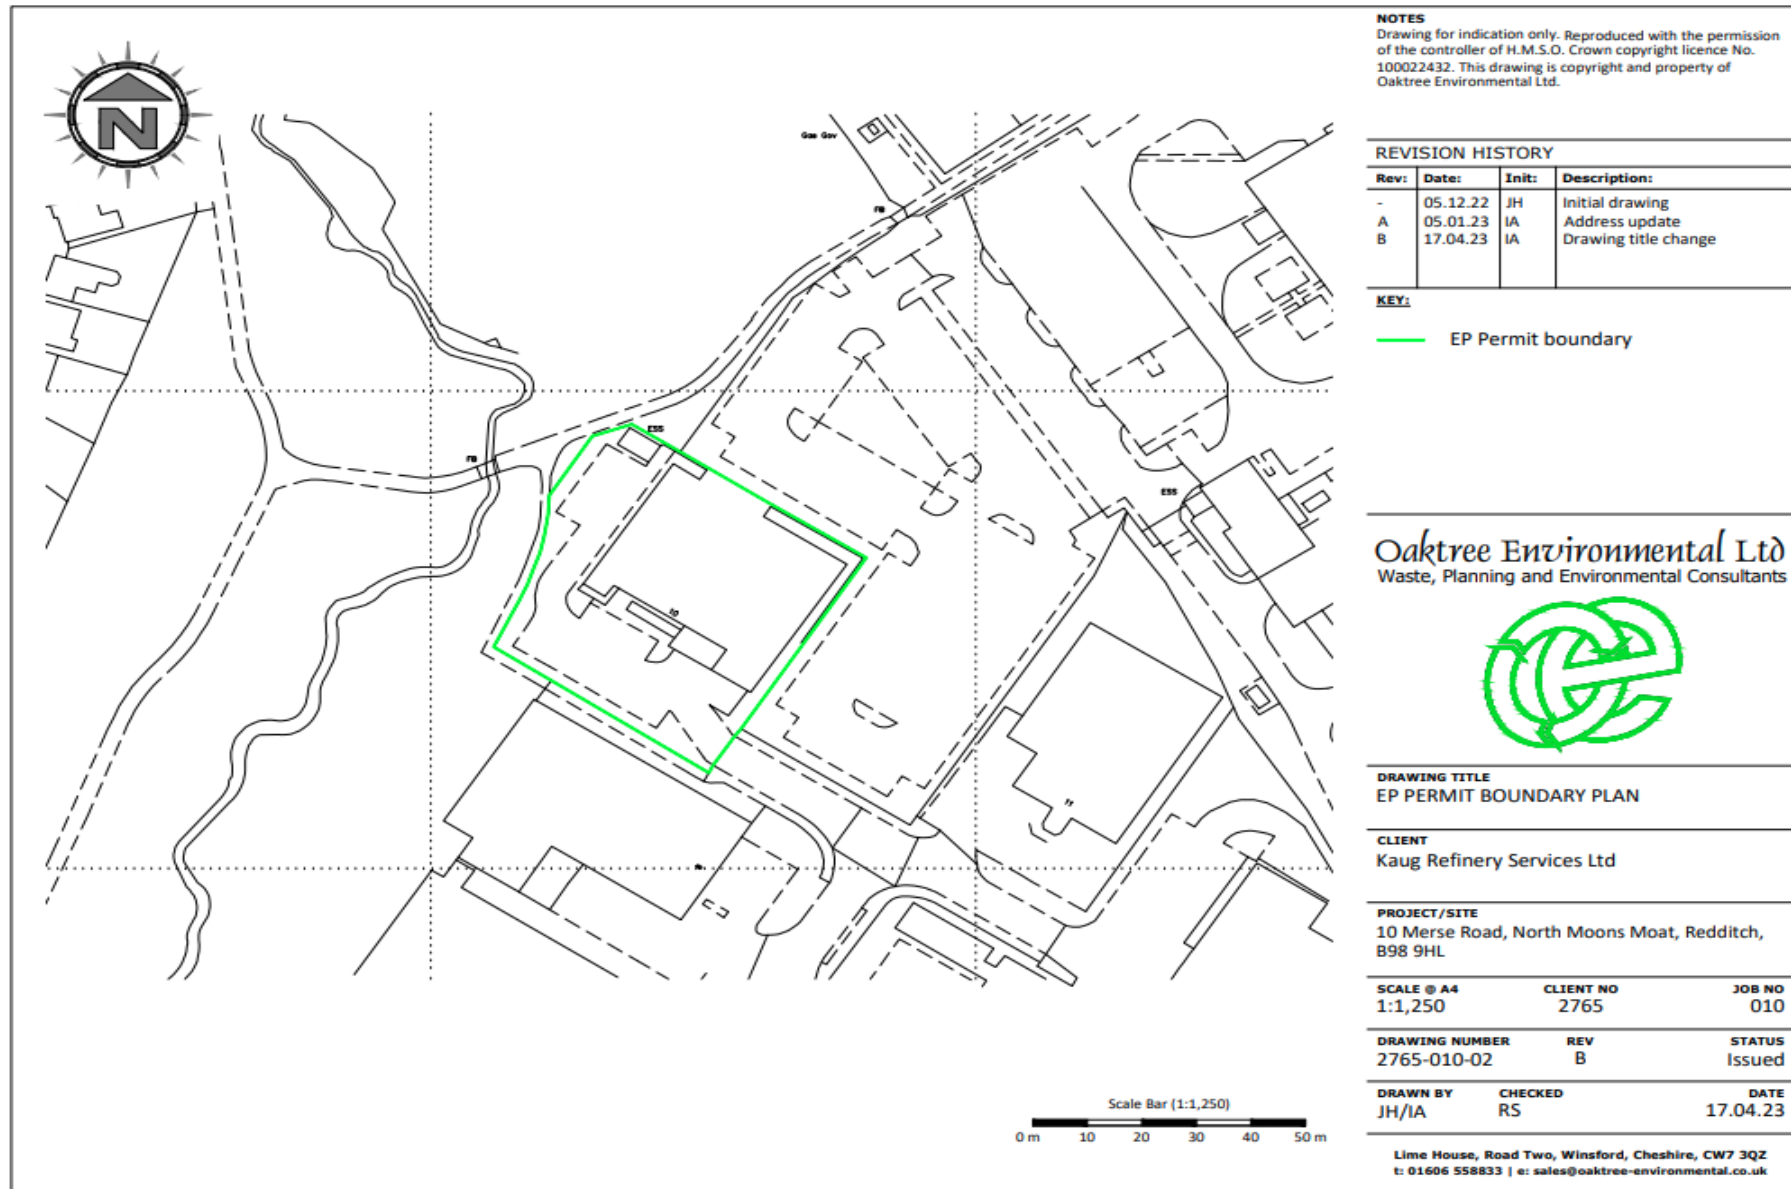 N
Gas Gov
FB
ESS
FB
ESS
10
11
NOTES
Drawing for indication only. Reproduced with the permission
of the controller of H.M.S.O. Crown copyright licence No.
100022432. This drawing is copyright and property of
Oaktree Environmental Ltd.
REVISION HISTORY
Rev: Date: Init: Description:
- 05.12.22 JH Initial drawing
A 05.01.23 IA Address update
B 17.04.23 IA Drawing title change
KEY:
EP Permit boundary
Oaktree Environmental Ltd
Waste, Planning and Environmental Consultants
DRAWING TITLE
EP PERMIT BOUNDARY PLAN
CLIENT
Kaug Refinery Services Ltd
PROJECT/SITE
10 Merse Road, North Moons Moat, Redditch,
B98 9HL
SCALE @ A4 CLIENT NO JOB NO
1:1,250 2765 010
DRAWING NUMBER REV STATUS
2765-010-02 B Issued
DRAWN BY CHECKED DATE
JH/IA RS 17.04.23
Scale Bar (1:1,250)
0 m 10 20 30 40 50 m
Lime House, Road Two, Winsford, Cheshire, CW7 3QZ
t: 01606 558833 | e: sales@oaktree-environmental.co.uk